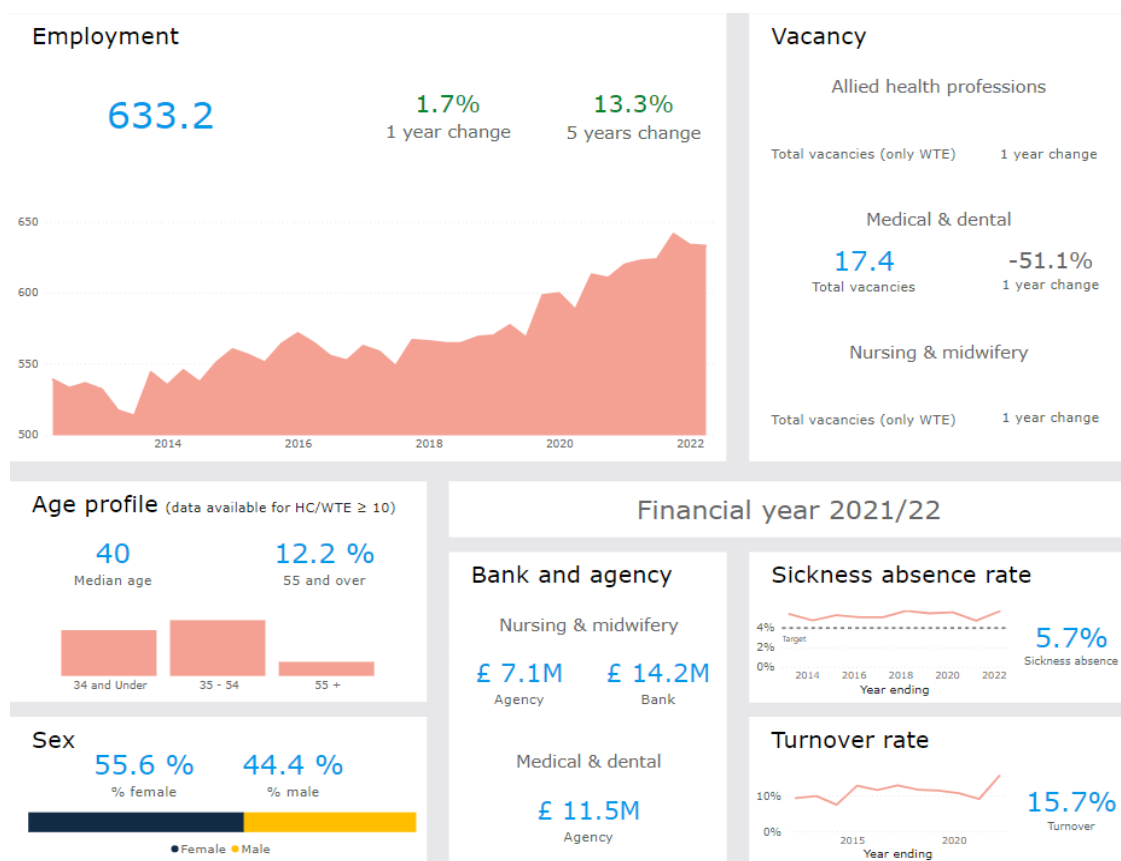 Employment
633.2
1.7%
1 year change
13.3%
5 years change
650
600
550
500
2014
2016
2018
2020
2022
Vacancy
Allied health professions
Total vacancies (only WTE)
1 year change
Medical & dental
17.4
Total vacancies
-51.1%
1 year change
Nursing & midwifery
Total vacancies (only WTE)
1 year change
Age profile (data available for HC/WTE ≥ 10)
40
Median age
12.2 %
55 and over
34 and Under
35 - 54
55 +
Sex
55.6 %
% female
44.4 %
% male
Female
Male
Financial year 2021/22
Bank and agency
Nursing & midwifery
£ 7.1M
Agency
£ 14.2M
Bank
Medical & dental
£ 11.5M
Agency
Sickness absence rate
4%
Target
2%
0%
2014
2016
2018
2020
2022
Year ending
5.7%
Sickness absence
Turnover rate
10%
0%
2015
2020
Year ending
15.7%
Turnover